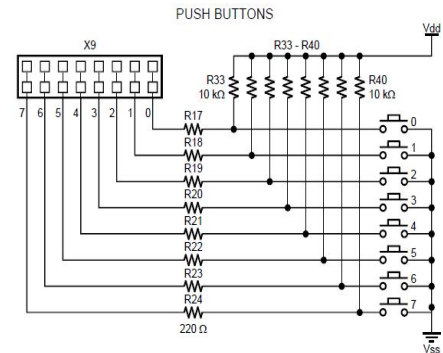 PUSH BUTTONS
Vdd
X9
R33 - R40
R33
10 kΩ
R40
10 kΩ
7 6 5 4 3 2 1 0
R17
0
R18
1
R19
2
R20
3
R21
4
R22
5
R23
6
R24
7
220 Ω
Vss